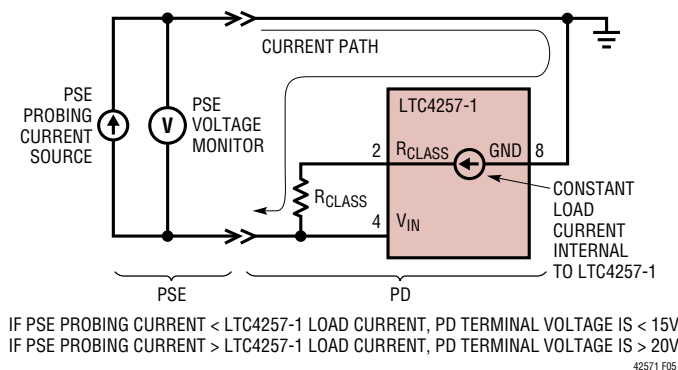 CURRENT PATH
PSE
PROBING
CURRENT
SOURCE
V
PSE
VOLTAGE
MONITOR
LTC4257-1
2
RCLASS
GND
8
RCLASS
4
VIN
CONSTANT
LOAD
CURRENT
INTERNAL
TO LTC4257-1
PSE
PD
IF PSE PROBING CURRENT < LTC4257-1 LOAD CURRENT, PD TERMINAL VOLTAGE IS < 15V
IF PSE PROBING CURRENT > LTC4257-1 LOAD CURRENT, PD TERMINAL VOLTAGE IS > 20V
42571 F05